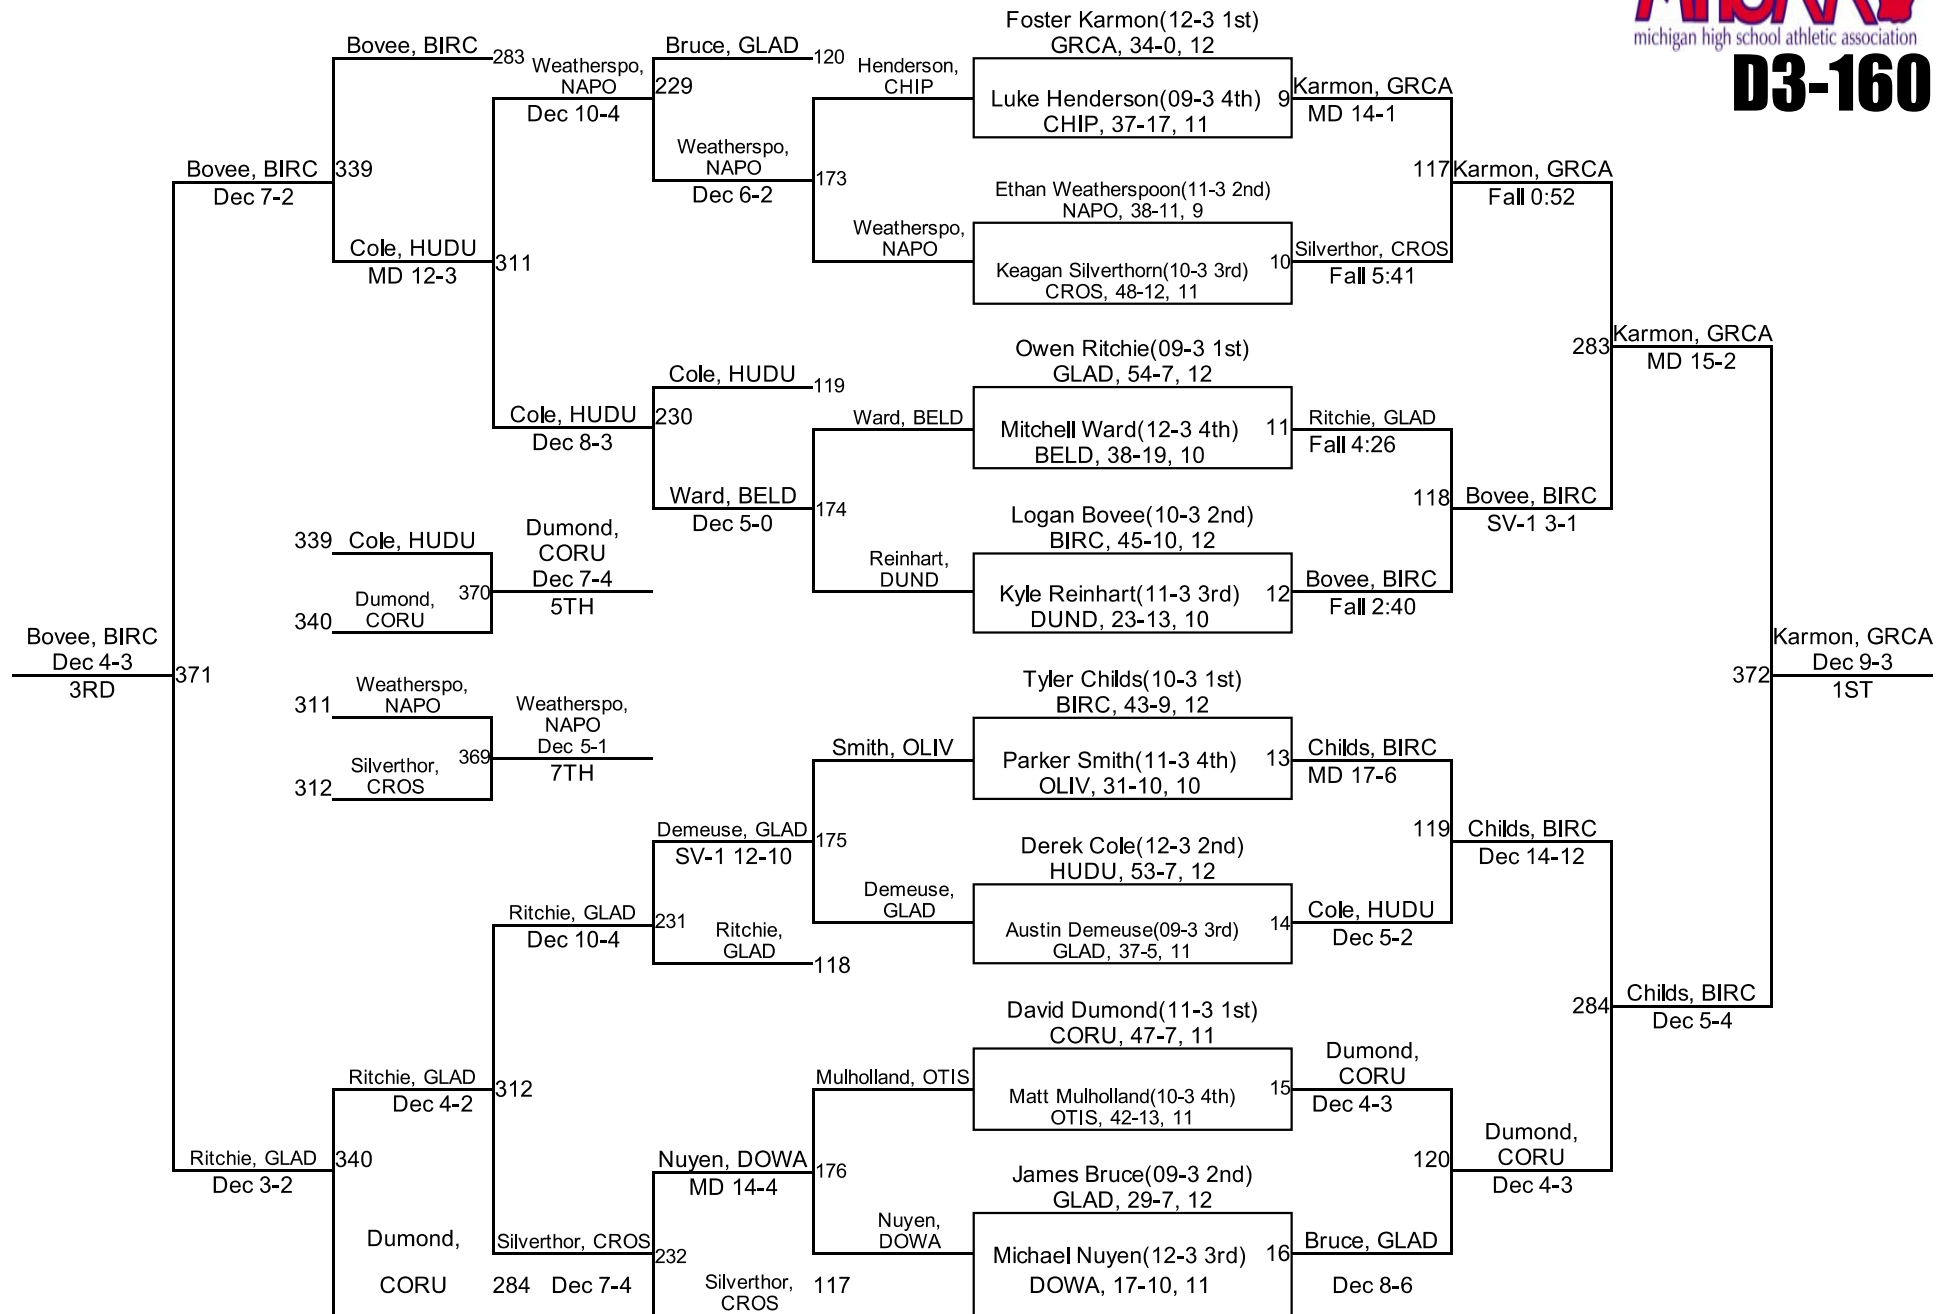 MHSAA
michigan high school athletic association
D3-160
Foster Karmon(12-3 1st)
GRCA, 34-0, 12
Luke Henderson(09-3 4th) 9
CHIP, 37-17, 11
Ethan Weatherspoon(11-3 2nd)
NAPO, 38-11, 9
Keagan Silverthorn(10-3 3rd) 10
CROS, 48-12, 11
Owen Ritchie(09-3 1st)
GLAD, 54-7, 12
Mitchell Ward(12-3 4th) 11
BELD, 38-19, 10
Logan Bovee(10-3 2nd)
BIRC, 45-10, 12
Kyle Reinhart(11-3 3rd) 12
DUND, 23-13, 10
Tyler Childs(10-3 1st)
BIRC, 43-9, 12
Parker Smith(11-3 4th) 13
OLIV, 31-10, 10
Derek Cole(12-3 2nd)
HUDU, 53-7, 12
Austin Demeuse(09-3 3rd) 14
GLAD, 37-5, 11
David Dumond(11-3 1st)
CORU, 47-7, 11
Matt Mulholland(10-3 4th) 15
OTIS, 42-13, 11
James Bruce(09-3 2nd)
GLAD, 29-7, 12
Michael Nuyen(12-3 3rd) 16
DOWA, 17-10, 11
Karmon, GRCA
MD 14-1
Silverthor, CROS
Fall 5:41
Ritchie, GLAD
Fall 4:26
Bovee, BIRC
Fall 2:40
Childs, BIRC
MD 17-6
Cole, HUDU
Dec 5-2
Dumond,
CORU
Dec 4-3
Bruce, GLAD
Dec 8-6
117 Karmon, GRCA
Fall 0:52
118 Bovee, BIRC
SV-1 3-1
119 Childs, BIRC
Dec 14-12
Dumond,
120 CORU
Dec 4-3
283 Karmon, GRCA
MD 15-2
284 Childs, BIRC
Dec 5-4
Karmon, GRCA
372 Dec 9-3
1ST
Henderson,
CHIP
Weatherspo,
NAPO
Ward, BELD
Reinhart,
DUND
Smith, OLIV
Demeuse,
GLAD
Mulholland, OTIS
Nuyen,
DOWA
Bruce, GLAD 120
Weatherspo,
NAPO 173
Dec 6-2
Cole, HUDU 119
Ward, BELD 174
Dec 5-0
Demeuse, GLAD 175
SV-1 12-10
Ritchie,
GLAD 118
Nuyen, DOWA 176
MD 14-4
Silverthor, 117
CROS
Weatherspo,
NAPO 229
Dec 10-4
Cole, HUDU 230
Dec 8-3
Ritchie, GLAD 231
Dec 10-4
Silverthor, CROS 232
Dec 7-4
Bovee, BIRC 283
Cole, HUDU 311
MD 12-3
Ritchie, GLAD 312
Dec 4-2
Dumond,
CORU 284
Bovee, BIRC 339
Dec 7-2
Ritchie, GLAD 340
Dec 3-2
Bovee, BIRC
Dec 4-3 371
3RD
339 Cole, HUDU
Dumond, 370
340 CORU
Dumond,
CORU
Dec 7-4
5TH
Weatherspo,
311 NAPO
Silverthor, 369
312 CROS
Weatherspo,
NAPO
Dec 5-1
7TH